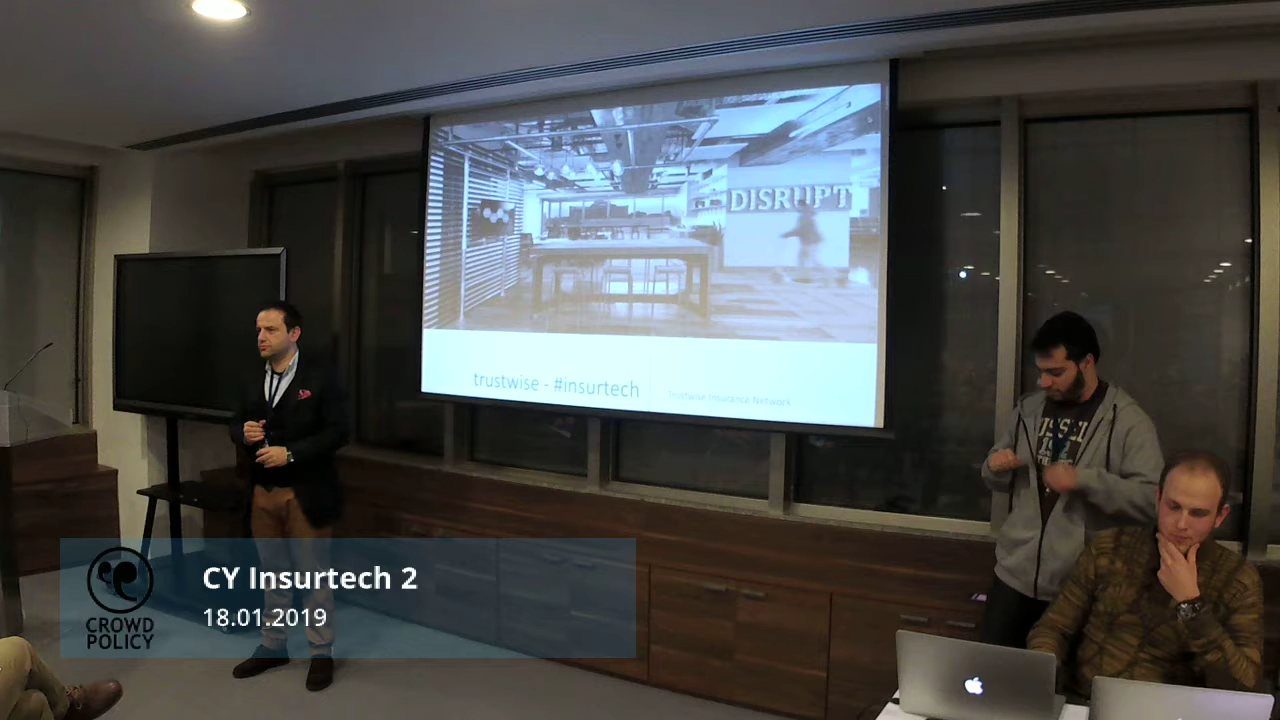 DISRUPT
trustwise - #insurtech
Trustwise Insurance Network
CY Insurtech 2
18.01.2019
CROWD
POLICY